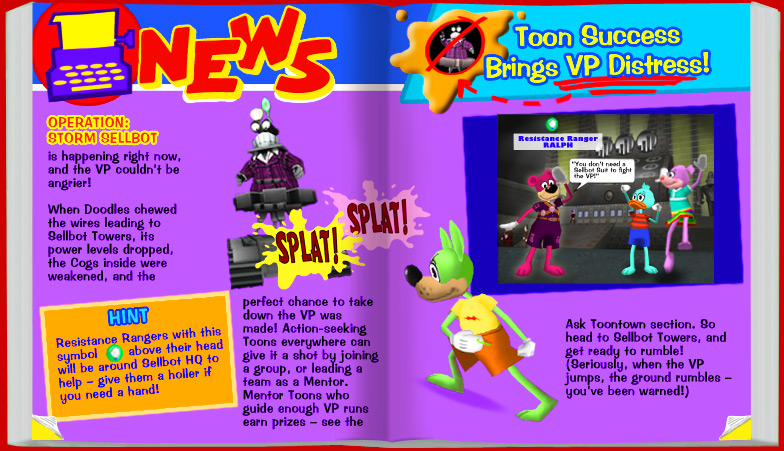 NEWS
OPERATION:
STORM SELLBOT
is happening right now,
and the VP couldn't be
angrier!
When Doodles chewed
the wires leading to
Sellbot Towers, its
power levels dropped,
the Cogs inside were
weakened, and the
HINT
Resistance Rangers with this
symbol above their head
will be around Sellbot HQ to
help – give them a holler if
you need a hand!
SPLAT!
SPLAT!
perfect chance to take
down the VP was
made! Action-seeking
Toons everywhere can
give it a shot by joining
a group, or leading a
team as a Mentor.
Mentor Toons who
guide enough VP runs
earn prizes – see the
Toon Success
Brings VP Distress!
Resistance Ranger
RALPH
"You don't need a
Sellbot Suit to fight
the VP!"
Ask Toontown section. So
head to Sellbot Towers, and
get ready to rumble!
(Seriously, when the VP
jumps, the ground rumbles –
you've been warned!)